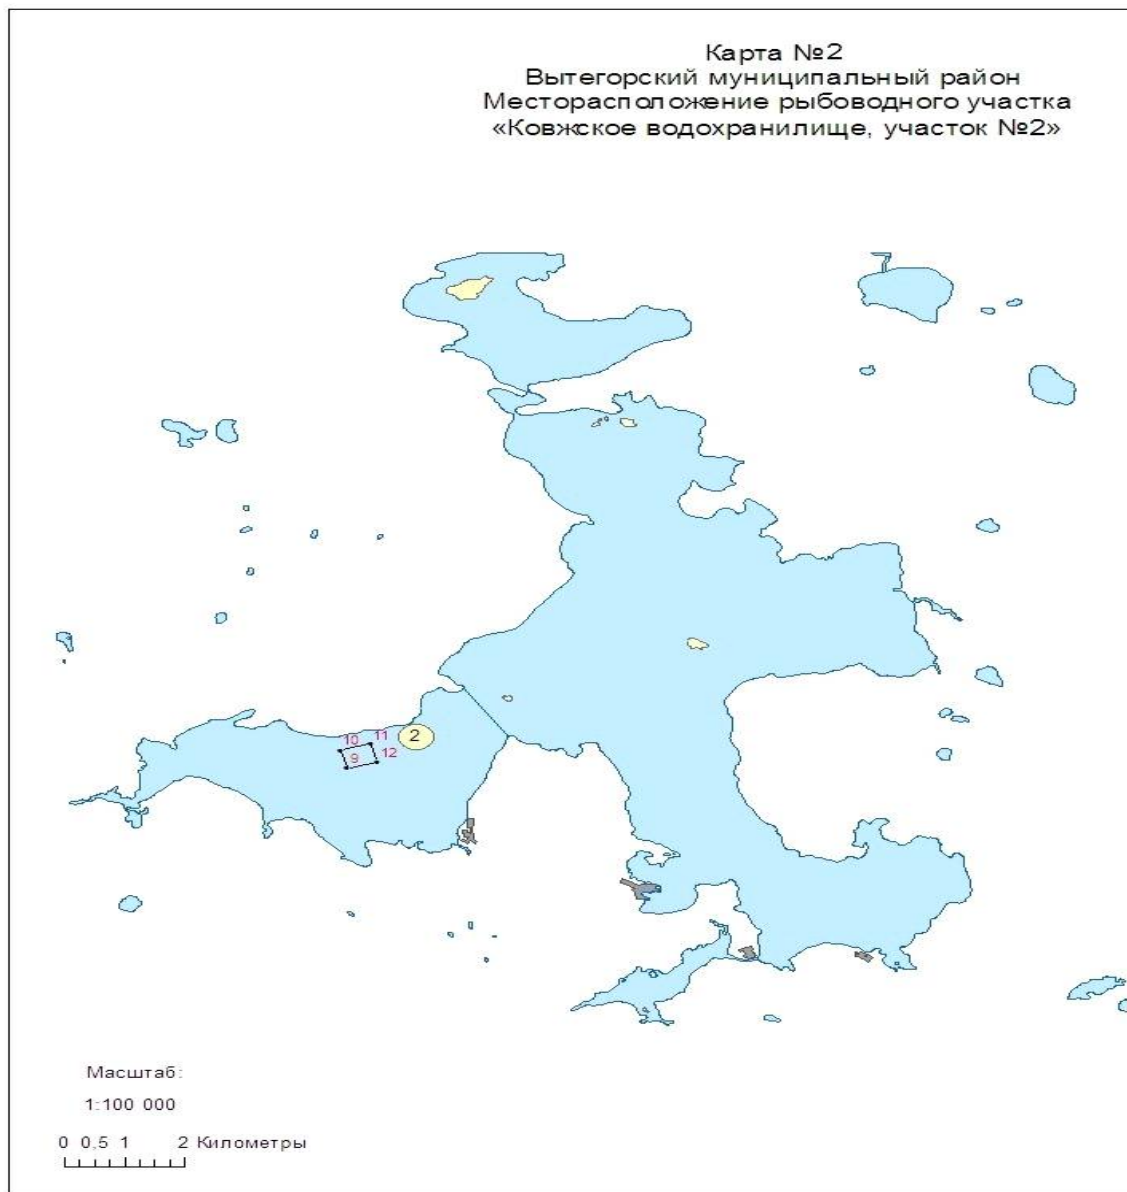 Карта №2
Вытегорский муниципальный район
Месторасположение рыбоводного участка
«Ковжское водохранилище, участок №2»
10 11 2
9 12
Масштаб:
1:100 000
0 0,5 1 2 Километры